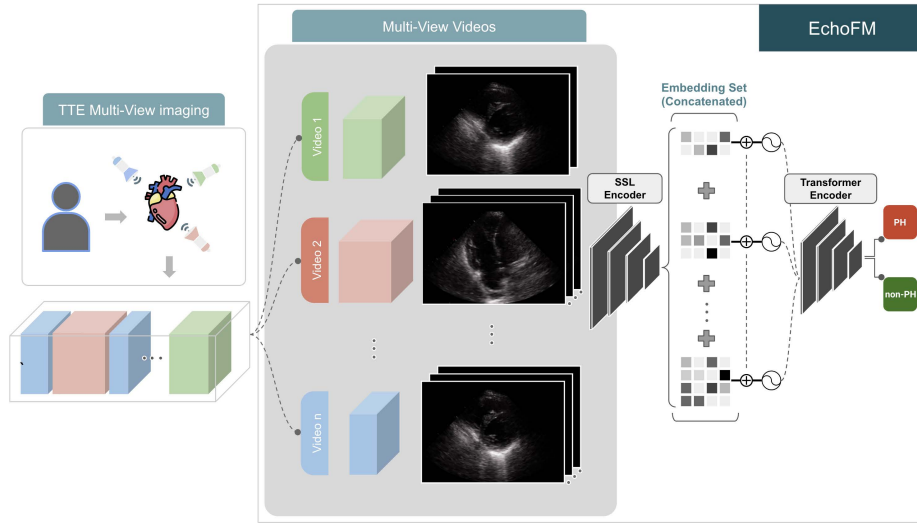 EchoFM
Multi-View Videos
TTE Multi-View imaging
Video 1
Video 2
Video n
SSL
Encoder
Embedding Set
(Concatenated)
Transformer
Encoder
PH
non-PH